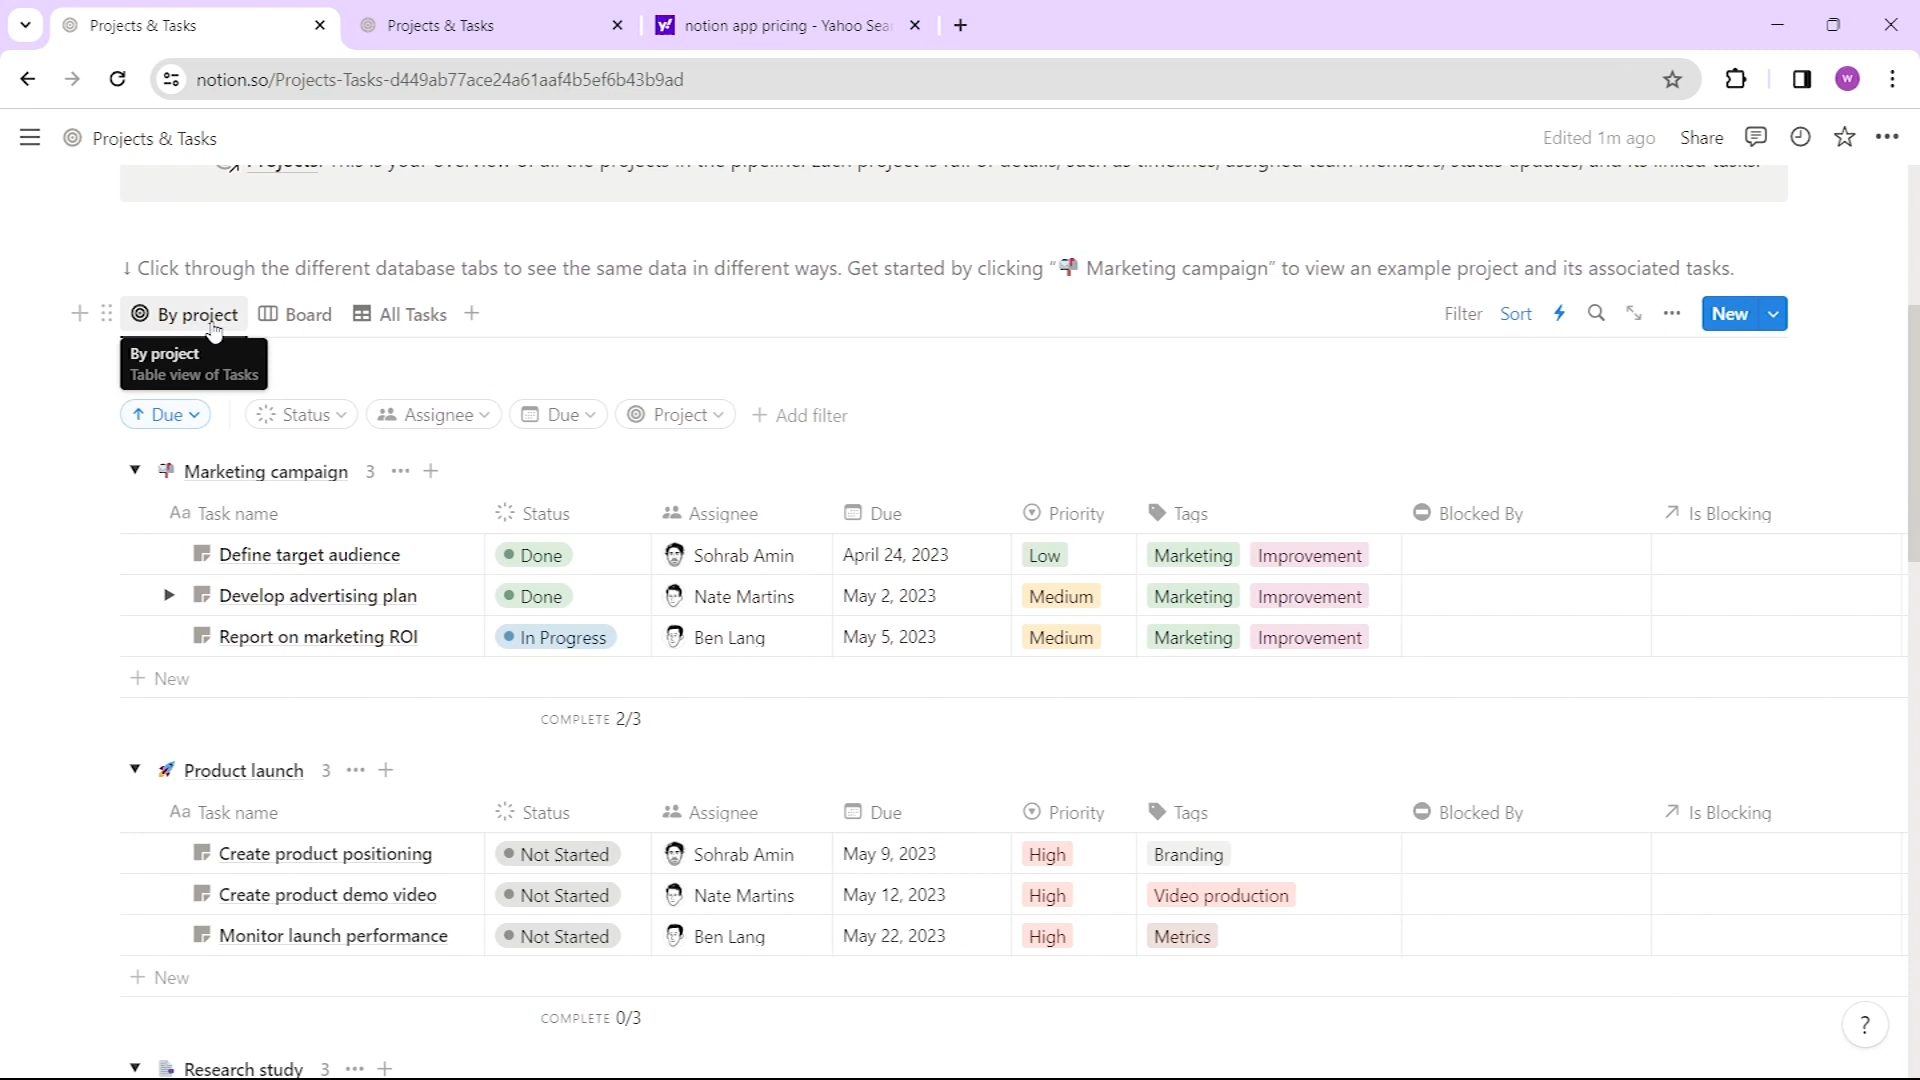 Projects & Tasks
Projects & Tasks
notion app pricing - Yahoo Sea
notion.so/Projects-Tasks-d449ab77ace24a61aaf4b5ef6b43b9ad
W
Projects & Tasks
Edited 1m ago Share
Projects: This is your overview of all the projects in the pipeline. Each project is full of details, such as timelines, assigned team members, status updates, and its linked tasks.
↓ Click through the different database tabs to see the same data in different ways. Get started by clicking “📬 Marketing campaign” to view an example project and its associated tasks.
By project Board All Tasks
Filter Sort New
By project
Table view of Tasks
↑ Due Status Assignee Due Project + Add filter
Marketing campaign 3 ••• +
Aa Task name Status Assignee Due Priority Tags Blocked By Is Blocking
Define target audience Done Sohrab Amin April 24, 2023 Low Marketing Improvement
Develop advertising plan Done Nate Martins May 2, 2023 Medium Marketing Improvement
Report on marketing ROI In Progress Ben Lang May 5, 2023 Medium Marketing Improvement
+ New
COMPLETE 2/3
Product launch 3 ••• +
Aa Task name Status Assignee Due Priority Tags Blocked By Is Blocking
Create product positioning Not Started Sohrab Amin May 9, 2023 High Branding
Create product demo video Not Started Nate Martins May 12, 2023 High Video production
Monitor launch performance Not Started Ben Lang May 22, 2023 High Metrics
+ New
COMPLETE 0/3
?
Research study 3 ••• +